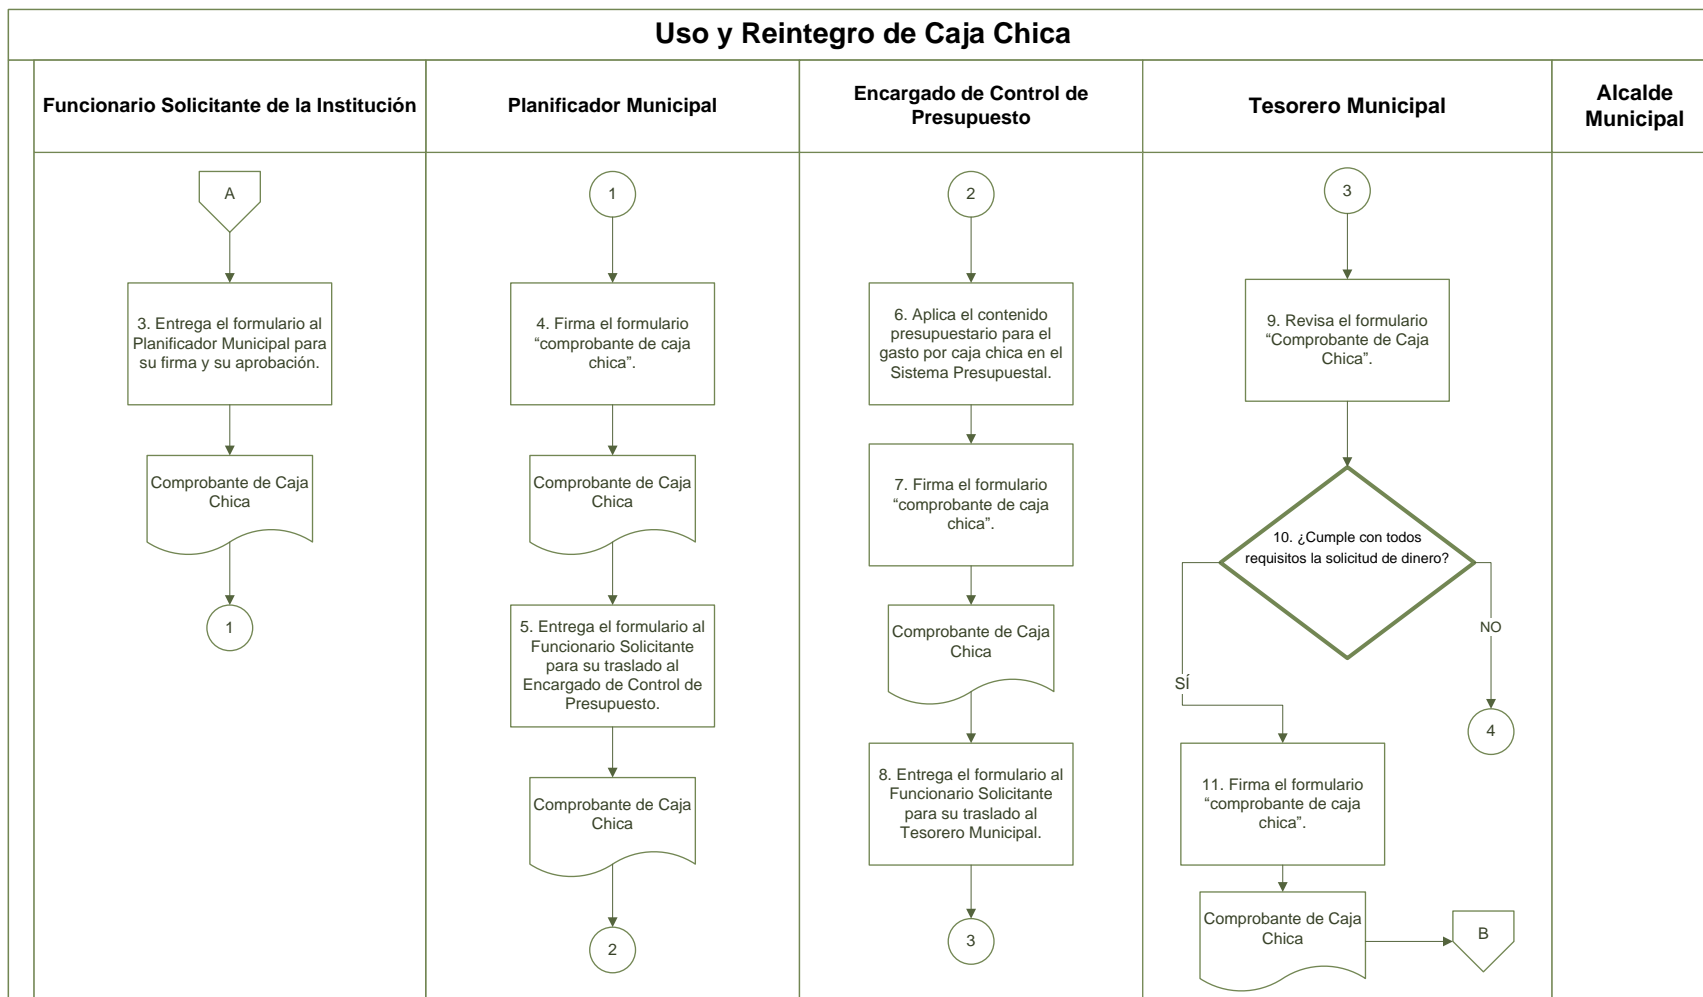 Uso y Reintegro de Caja Chica
Funcionario Solicitante de la Institución
Planificador Municipal
Encargado de Control de
Presupuesto
Tesorero Municipal
Alcalde
Municipal
A
3. Entrega el formulario al
Planificador Municipal para
su firma y su aprobación.
Comprobante de Caja
Chica
1
1
4. Firma el formulario
“comprobante de caja
chica”.
Comprobante de Caja
Chica
5. Entrega el formulario al
Funcionario Solicitante
para su traslado al
Encargado de Control de
Presupuesto.
Comprobante de Caja
Chica
2
2
6. Aplica el contenido
presupuestario para el
gasto por caja chica en el
Sistema Presupuestal.
7. Firma el formulario
“comprobante de caja
chica”.
Comprobante de Caja
Chica
8. Entrega el formulario al
Funcionario Solicitante
para su traslado al
Tesorero Municipal.
3
3
9. Revisa el formulario
“Comprobante de Caja
Chica”.
10. ¿Cumple con todos
requisitos la solicitud de dinero?
NO
SÍ
4
11. Firma el formulario
“comprobante de caja
chica”.
Comprobante de Caja
Chica
B